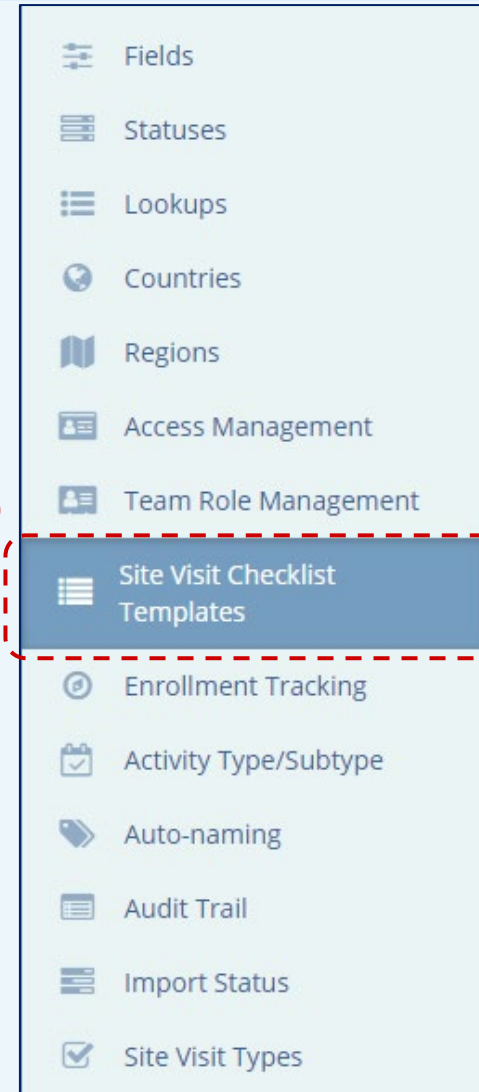 Fields
Statuses
Lookups
Countries
Regions
Access Management
Team Role Management
Site Visit Checklist
Templates
Enrollment Tracking
Activity Type/Subtype
Auto-naming
Audit Trail
Import Status
Site Visit Types